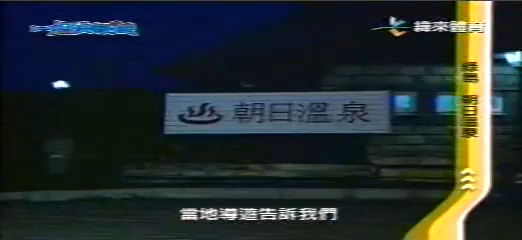 緯來體育
朝日溫泉
綠島 朝日溫泉
當地導遊告訴我們